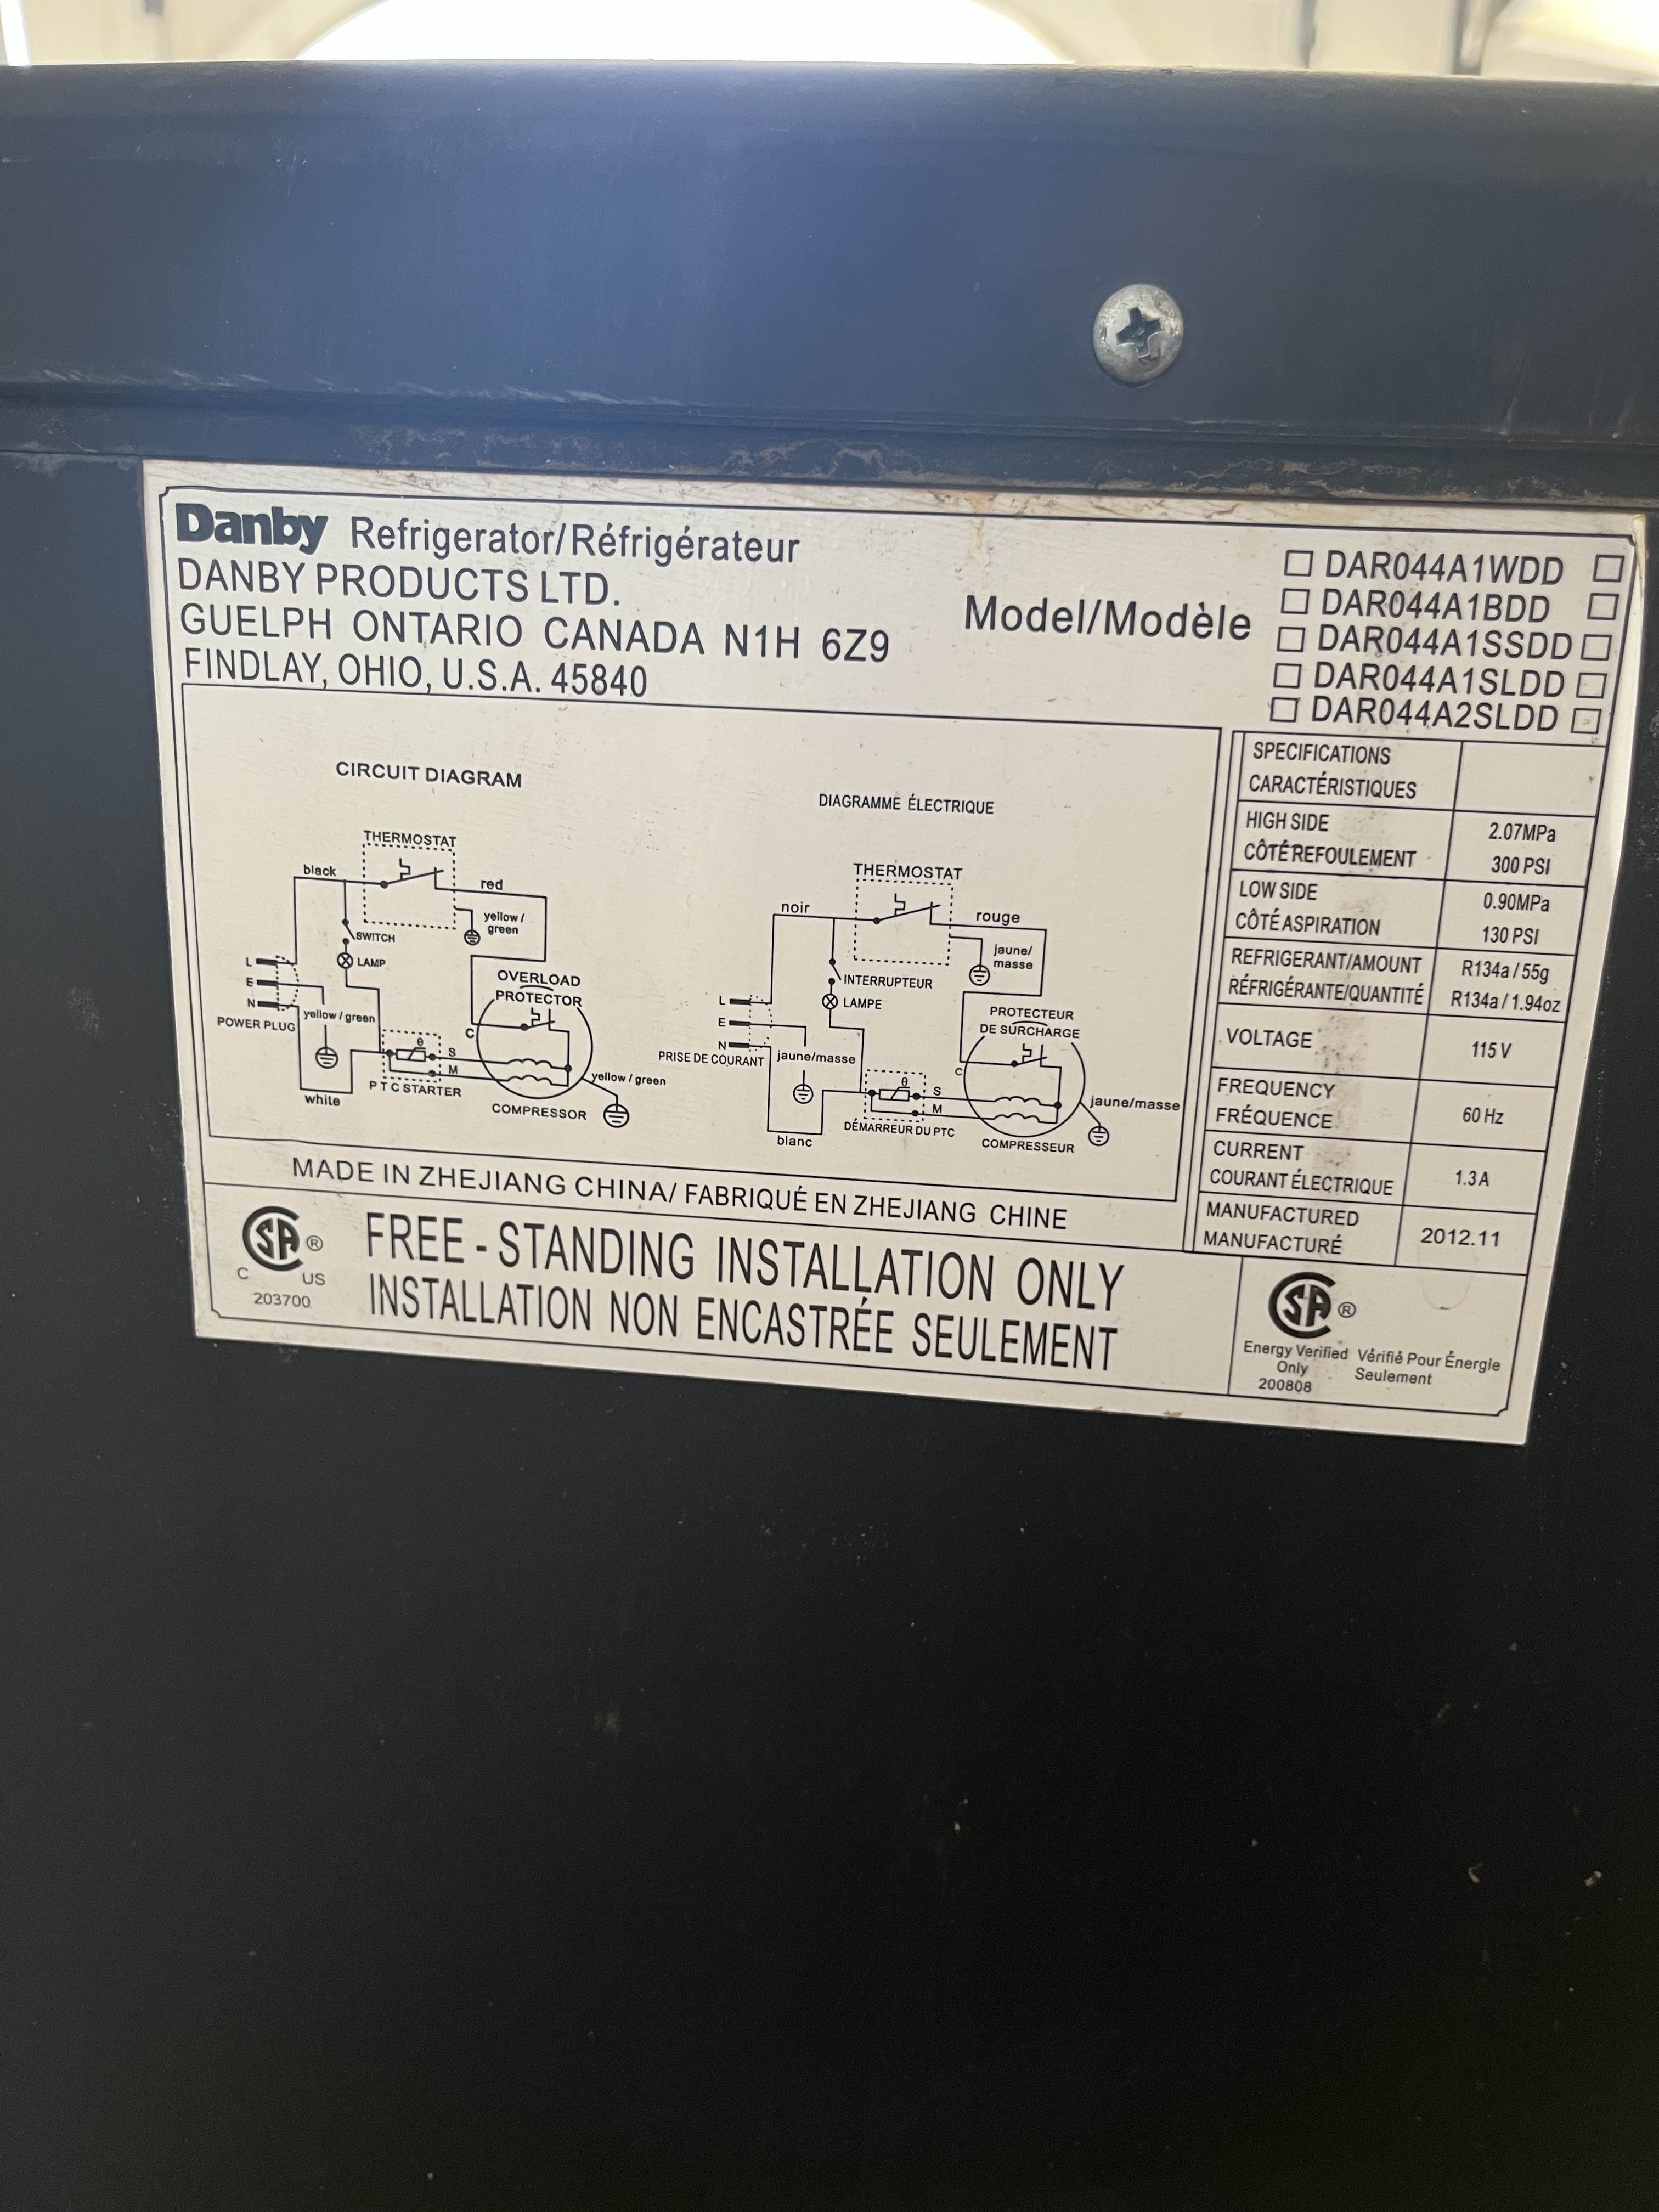 Danby Refrigerator/Réfrigérateur
DANBY PRODUCTS LTD.
GUELPH ONTARIO CANADA N1H 6Z9
FINDLAY, OHIO, U.S.A. 45840
Model/Modèle
DAR044A1WDD
DAR044A1BDD
DAR044A1SSDD
DAR044A1SLDD
DAR044A2SLDD
CIRCUIT DIAGRAM
THERMOSTAT
black
red
yellow /
green
SWITCH
LAMP
L
E
N
POWER PLUG
yellow / green
OVERLOAD
PROTECTOR
C
θ
S
M
P T C STARTER
white
COMPRESSOR
yellow / green
DIAGRAMME ÉLECTRIQUE
THERMOSTAT
noir
rouge
jaune/
masse
INTERRUPTEUR
LAMPE
L
E
N
PRISE DE COURANT
jaune/masse
PROTECTEUR
DE SURCHARGE
C
θ
S
M
DÉMARREUR DU PTC
blanc
COMPRESSEUR
jaune/masse
SPECIFICATIONS
CARACTÉRISTIQUES
HIGH SIDE 2.07MPa
CÔTÉ REFOULEMENT 300 PSI
LOW SIDE 0.90MPa
CÔTÉ ASPIRATION 130 PSI
REFRIGERANT/AMOUNT R134a / 55g
RÉFRIGÉRANTE/QUANTITÉ R134a / 1.94oz
VOLTAGE 115 V
FREQUENCY
FRÉQUENCE 60 Hz
CURRENT
COURANT ÉLECTRIQUE 1.3 A
MANUFACTURED
MANUFACTURÉ 2012.11
MADE IN ZHEJIANG CHINA/ FABRIQUÉ EN ZHEJIANG CHINE
SA ®
C US
203700
FREE - STANDING INSTALLATION ONLY
INSTALLATION NON ENCASTRÉE SEULEMENT
SA ®
Energy Verified Vérifié Pour Énergie
Only Seulement
200808